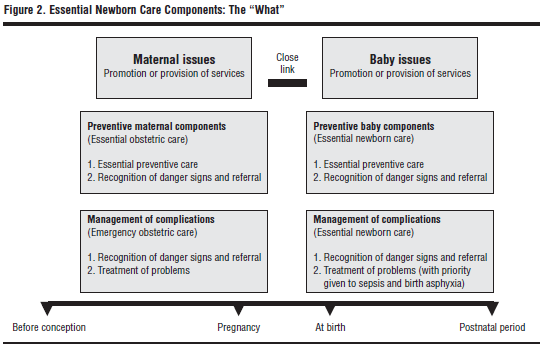 Figure 2. Essential Newborn Care Components: The “What”
Maternal issues
Promotion or provision of services
Close
link
Baby issues
Promotion or provision of services
Preventive maternal components
(Essential obstetric care)
1. Essential preventive care
2. Recognition of danger signs and referral
Preventive baby components
(Essential newborn care)
1. Essential preventive care
2. Recognition of danger signs and referral
Management of complications
(Emergency obstetric care)
1. Recognition of danger signs and referral
2. Treatment of problems
Management of complications
(Essential newborn care)
1. Recognition of danger signs and referral
2. Treatment of problems (with priority
given to sepsis and birth asphyxia)
Before conception
Pregnancy
At birth
Postnatal period